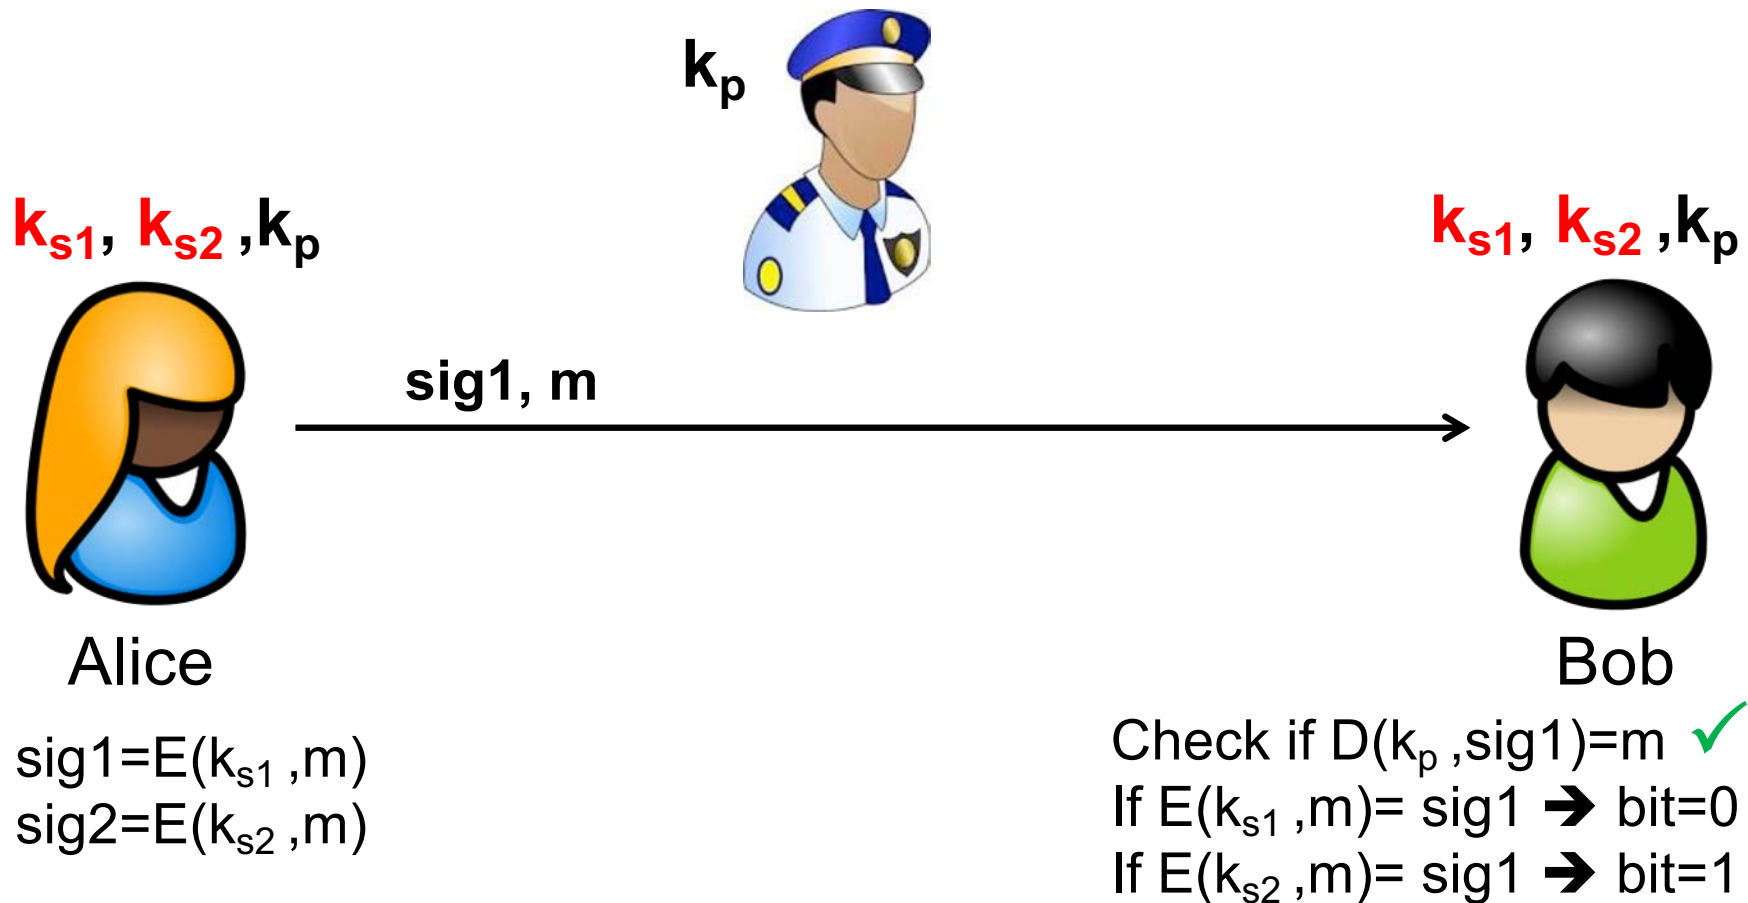 kp
ks1, ks2 ,kp
ks1, ks2 ,kp
sig1, m
Alice
Bob
sig1=E(ks1 ,m)
sig2=E(ks2 ,m)
Check if D(kp ,sig1)=m ✓
If E(ks1 ,m)= sig1 ➔ bit=0
If E(ks2 ,m)= sig1 ➔ bit=1